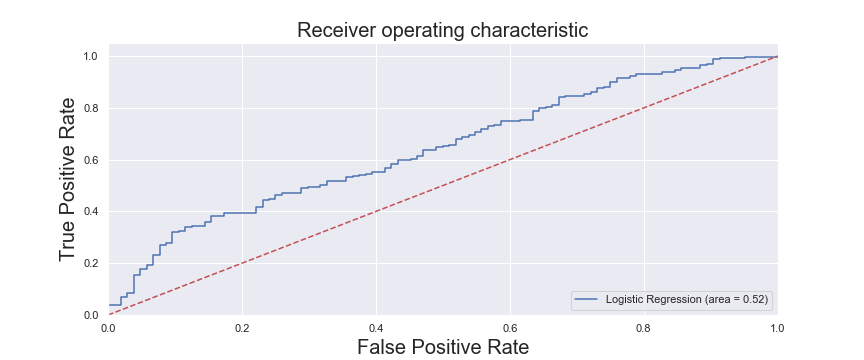 Receiver operating characteristic
True Positive Rate
1.0
0.8
0.6
0.4
0.2
0.0
Logistic Regression (area = 0.52)
0.0 0.2 0.4 0.6 0.8 1.0
False Positive Rate